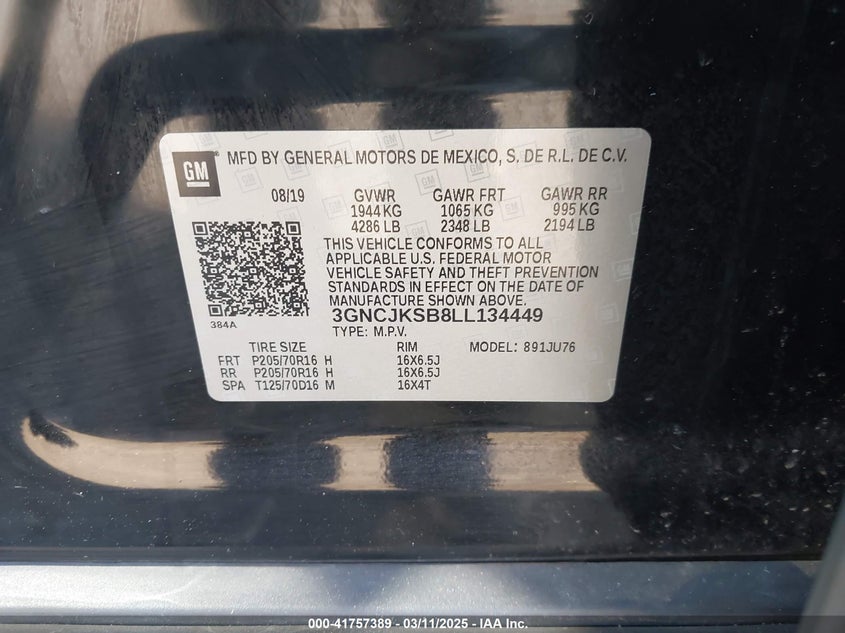 GM ® MFD BY GENERAL MOTORS DE MEXICO, S. DE R.L. DE C.V.
08/19 GVWR GAWR FRT GAWR RR
1944 KG 1065 KG 995 KG
4286 LB 2348 LB 2194 LB
THIS VEHICLE CONFORMS TO ALL
APPLICABLE U.S. FEDERAL MOTOR
VEHICLE SAFETY AND THEFT PREVENTION
STANDARDS IN EFFECT ON THE DATE OF
MANUFACTURE SHOWN ABOVE.
384A 3GNCJKSB8LL134449
TYPE: M.P.V.
TIRE SIZE RIM MODEL: 891JU76
FRT P205/70R16 H 16X6.5J
RR P205/70R16 H 16X6.5J
SPA T125/70D16 M 16X4T
000-41757389 - 03/11/2025 - IAA Inc.